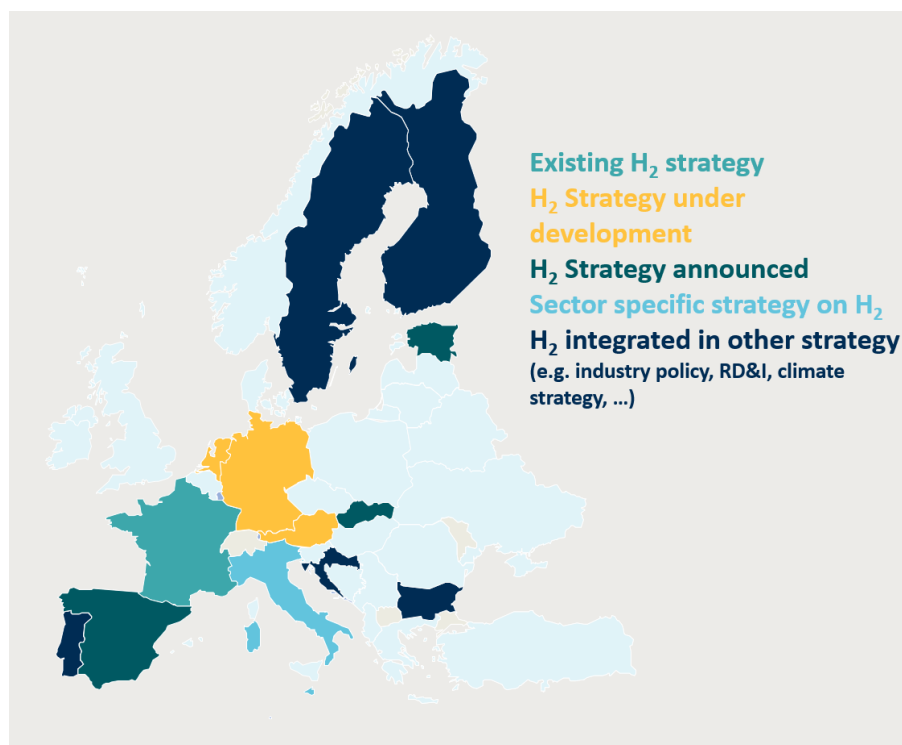 Existing H₂ strategy
H₂ Strategy under
development
H₂ Strategy announced
Sector specific strategy on H₂
H₂ integrated in other strategy
(e.g. industry policy, RD&I, climate
strategy, ...)